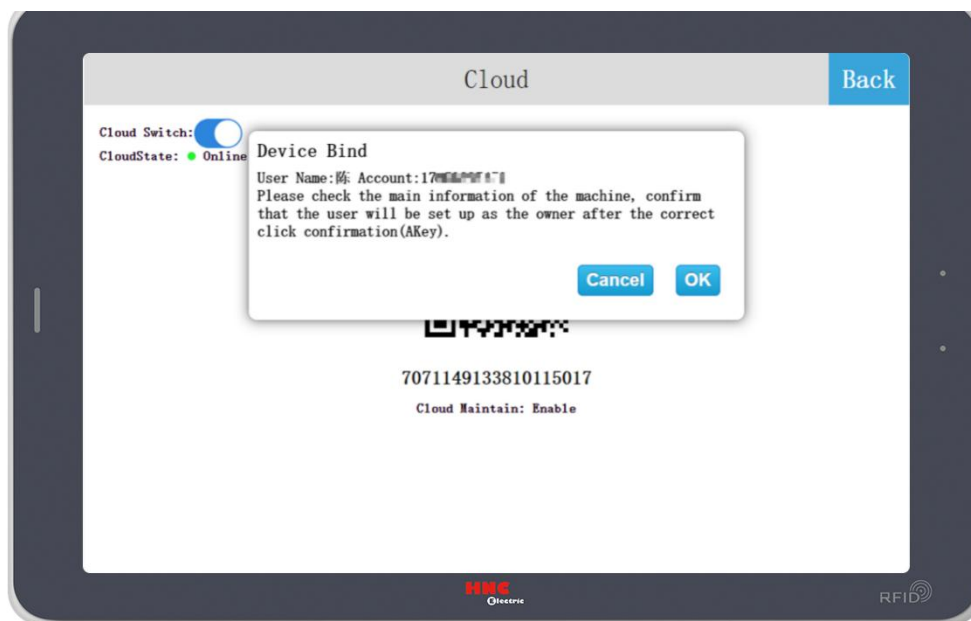 Cloud
Back
Cloud Switch:
CloudState: Online
Device Bind
User Name:陈 Account:17
Please check the main information of the machine, confirm
that the user will be set up as the owner after the correct
click confirmation(AKey).
Cancel
OK
7071149133810115017
Cloud Maintain: Enable
HNC
Electric
RFID